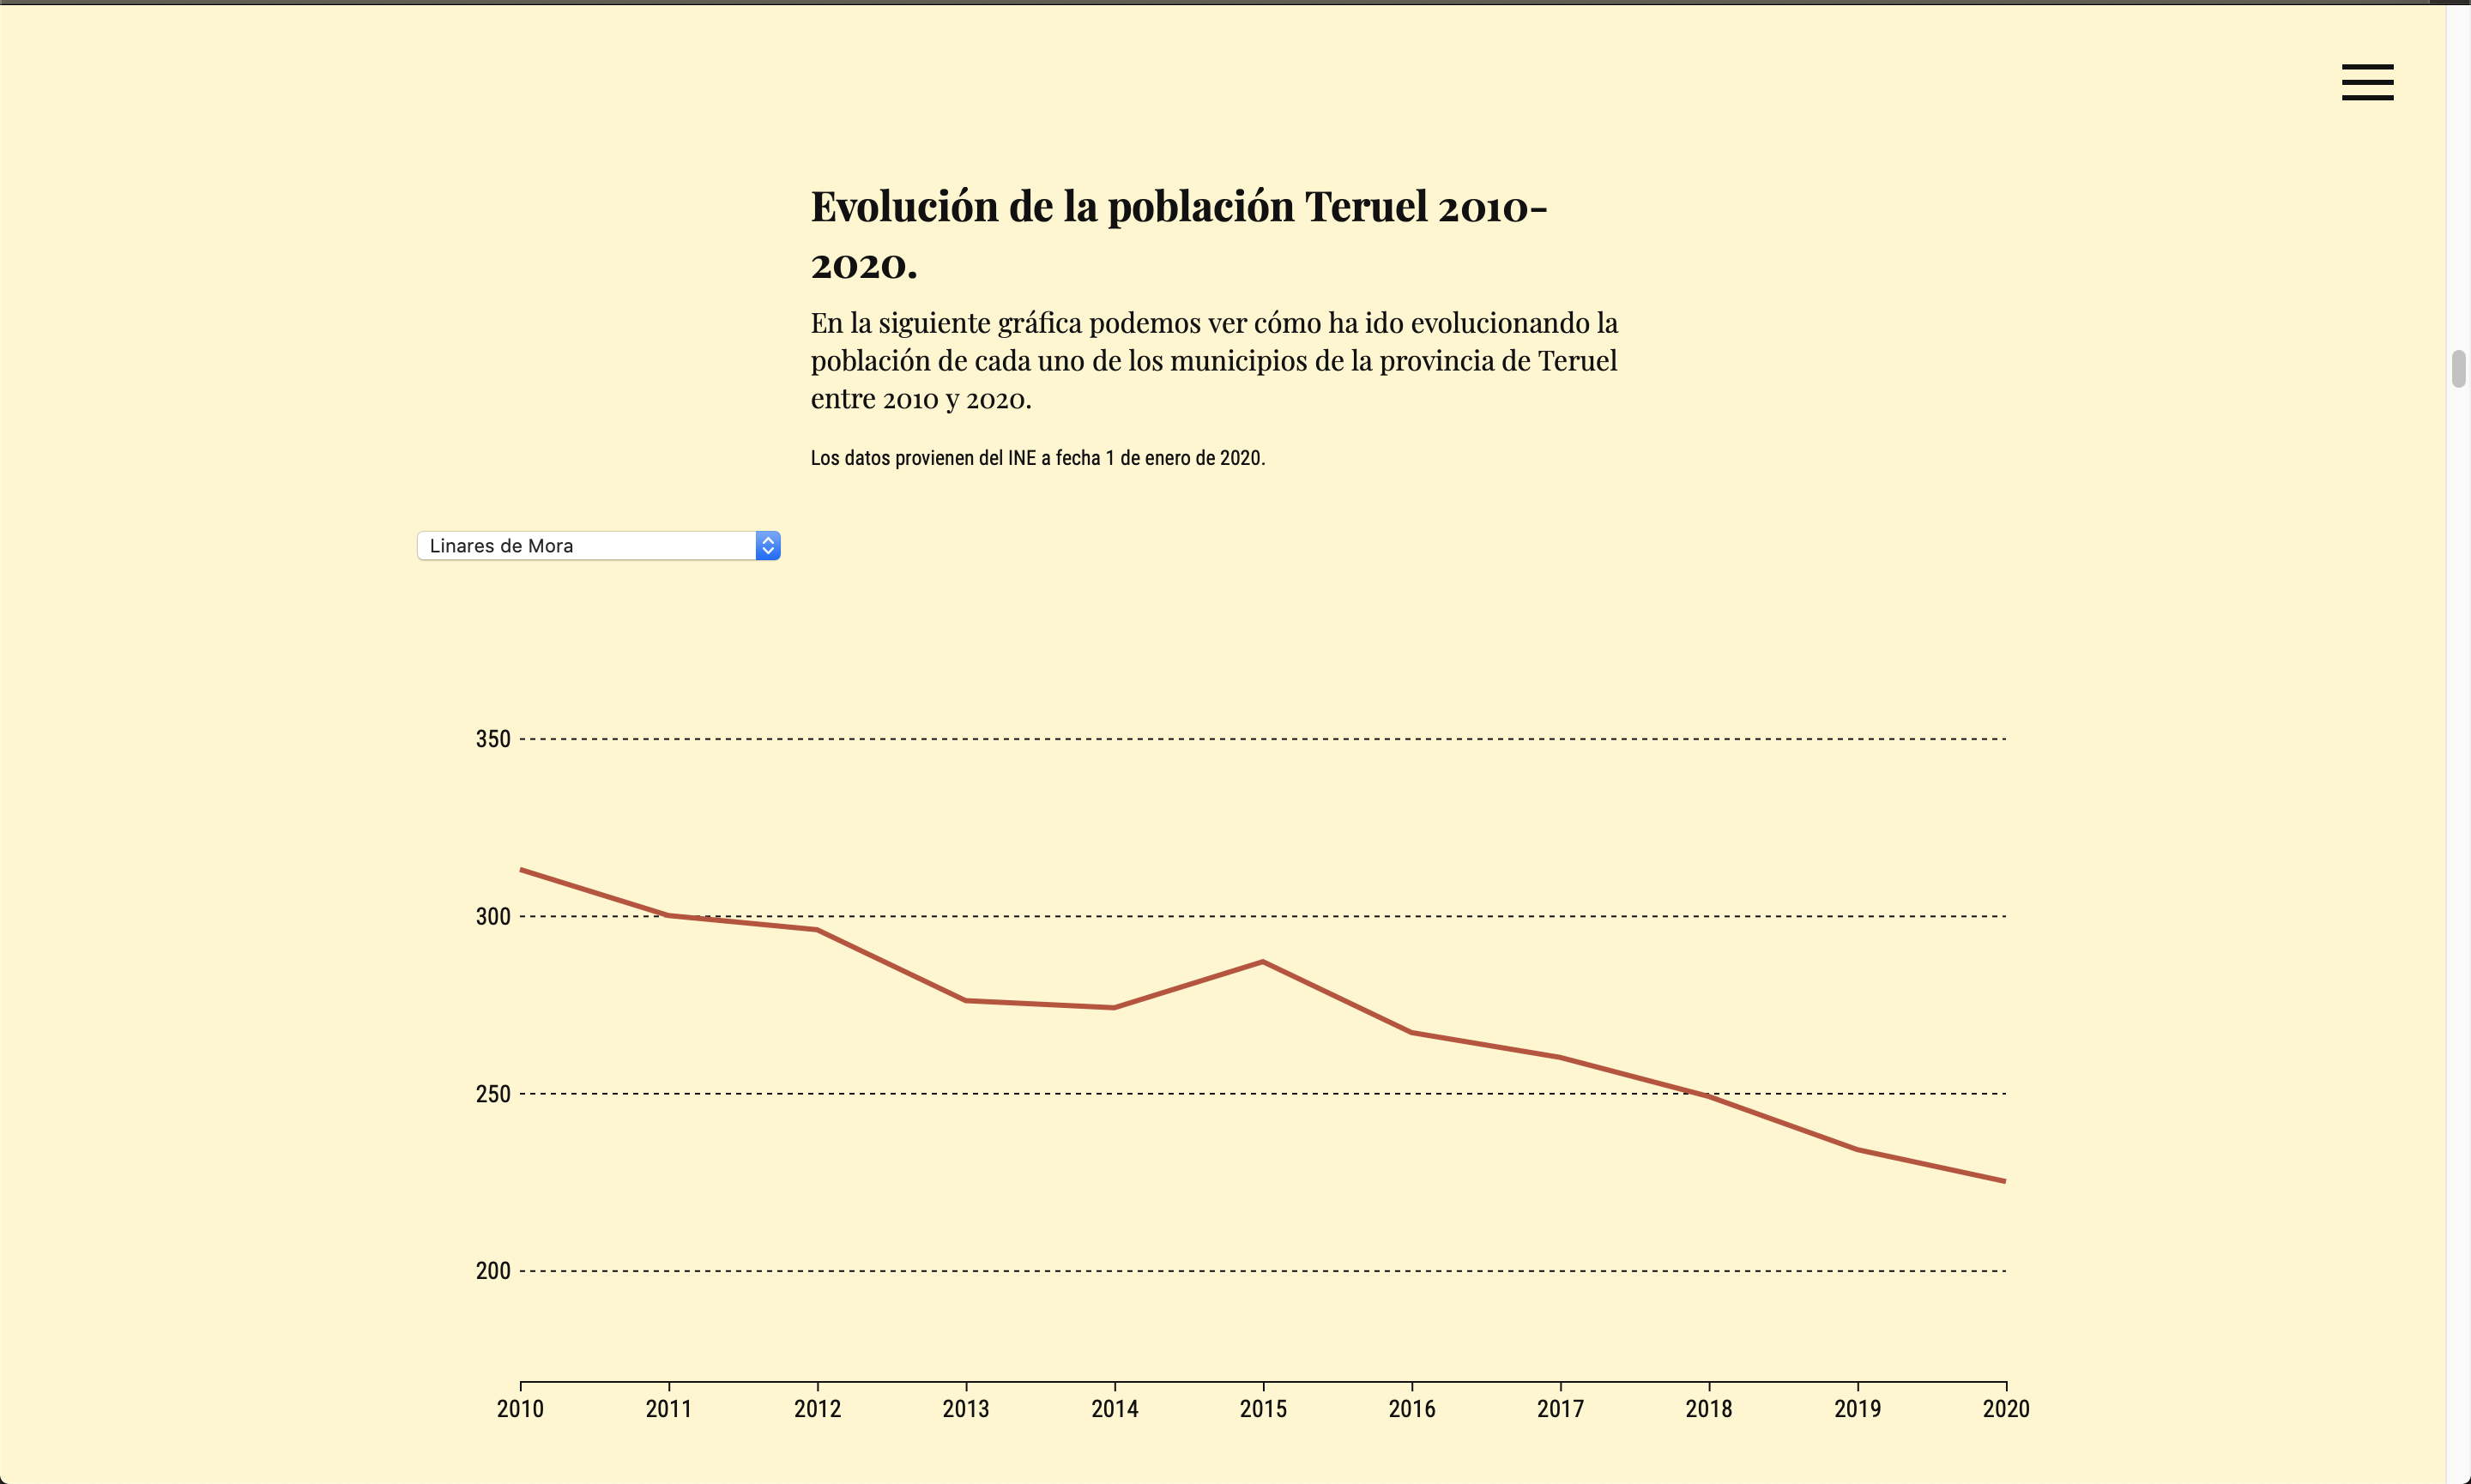 Evolución de la población Teruel 2010-
2020.
En la siguiente gráfica podemos ver cómo ha ido evolucionando la
población de cada uno de los municipios de la provincia de Teruel
entre 2010 y 2020.
Los datos provienen del INE a fecha 1 de enero de 2020.
Linares de Mora
350
300
250
200
2010 2011 2012 2013 2014 2015 2016 2017 2018 2019 2020